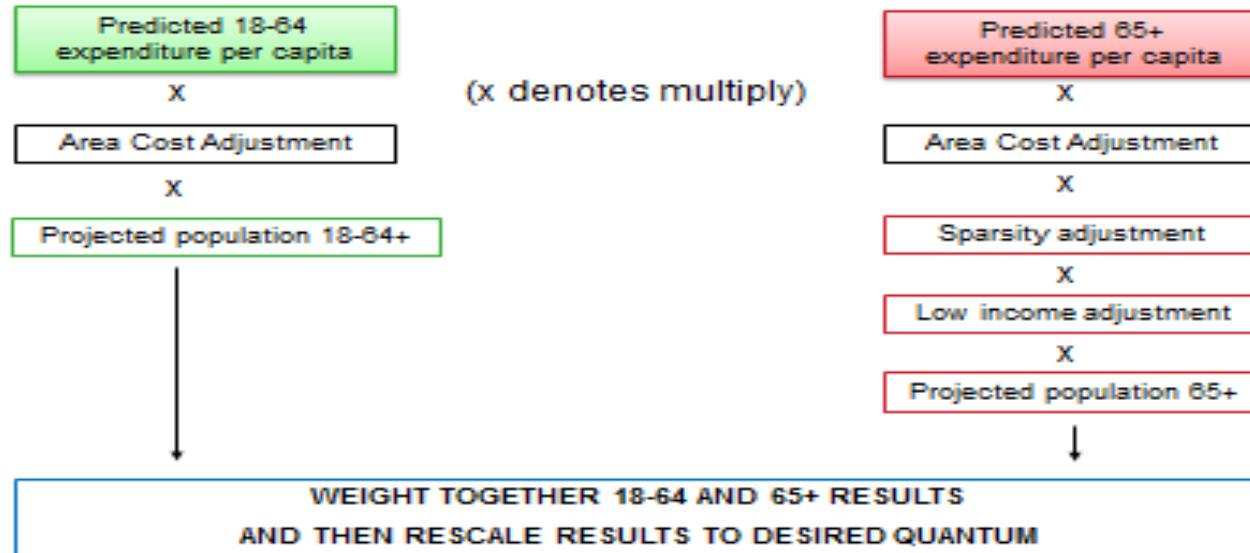 Predicted 18-64
expenditure per capita
x
Area Cost Adjustment
x
Projected population 18-64+
(x denotes multiply)
Predicted 65+
expenditure per capita
x
Area Cost Adjustment
x
Sparsity adjustment
x
Low income adjustment
x
Projected population 65+
WEIGHT TOGETHER 18-64 AND 65+ RESULTS
AND THEN RESCALE RESULTS TO DESIRED QUANTUM